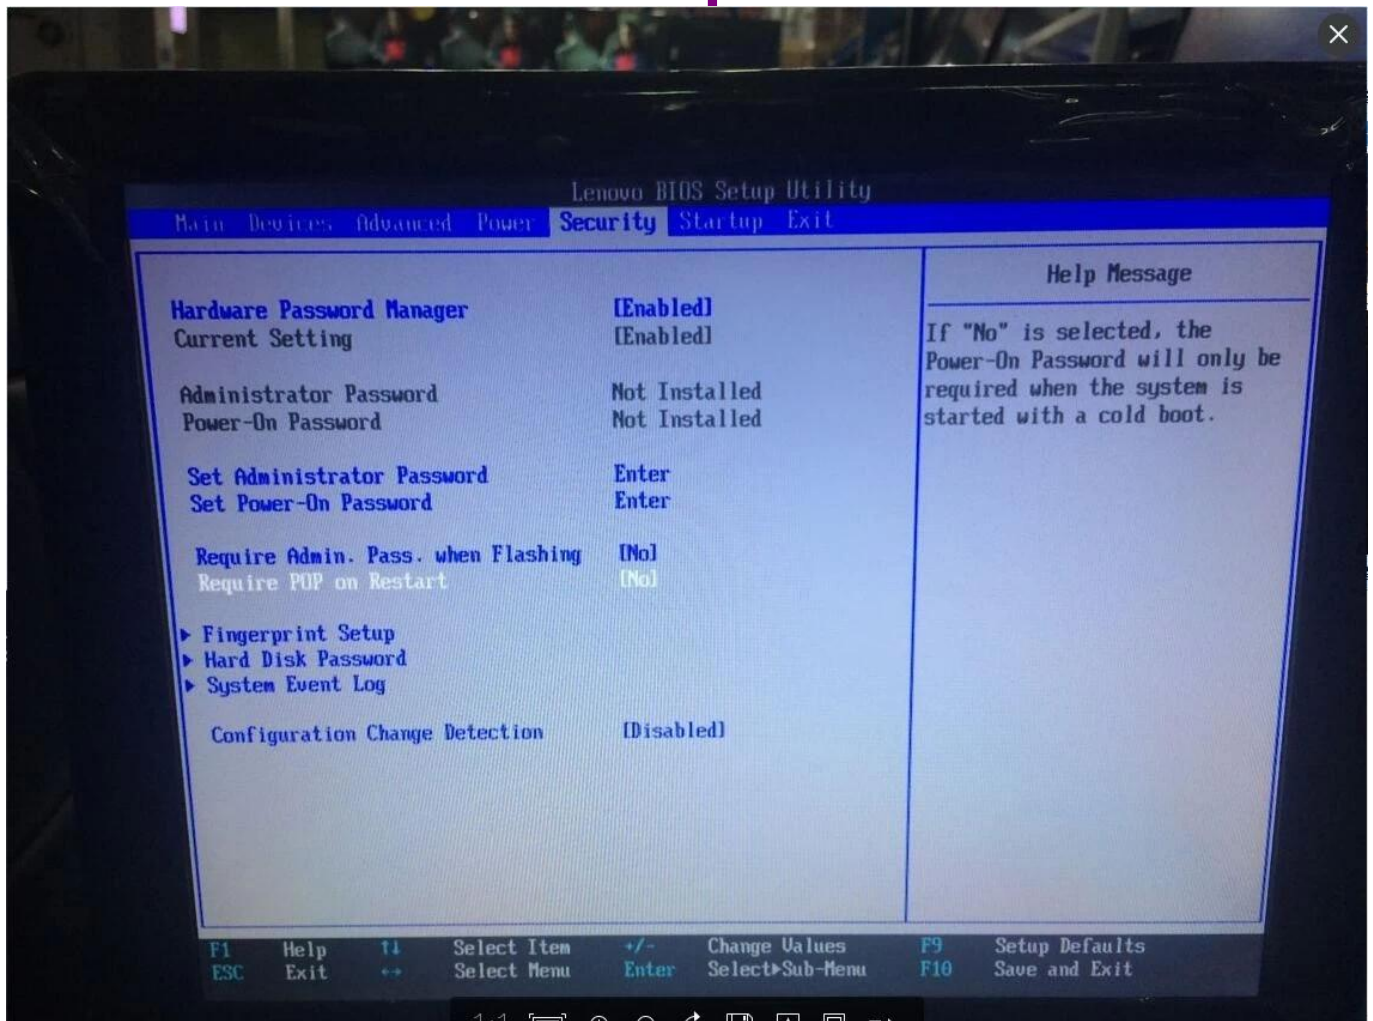 Lenovo BIOS Setup Utility
Main Devices Advanced Power Security Startup Exit
Hardware Password Manager [Enabled]
Current Setting [Enabled]
Administrator Password Not Installed
Power-On Password Not Installed
Set Administrator Password Enter
Set Power-On Password Enter
Require Admin. Pass. when Flashing [No]
Require POP on Restart [No]
Fingerprint Setup
Hard Disk Password
System Event Log
Configuration Change Detection [Disabled]
Help Message
If "No" is selected, the
Power-On Password will only be
required when the system is
started with a cold boot.
F1 Help ↑↓ Select Item +/- Change Values F9 Setup Defaults
ESC Exit ↔ Select Menu Enter Select▶Sub-Menu F10 Save and Exit